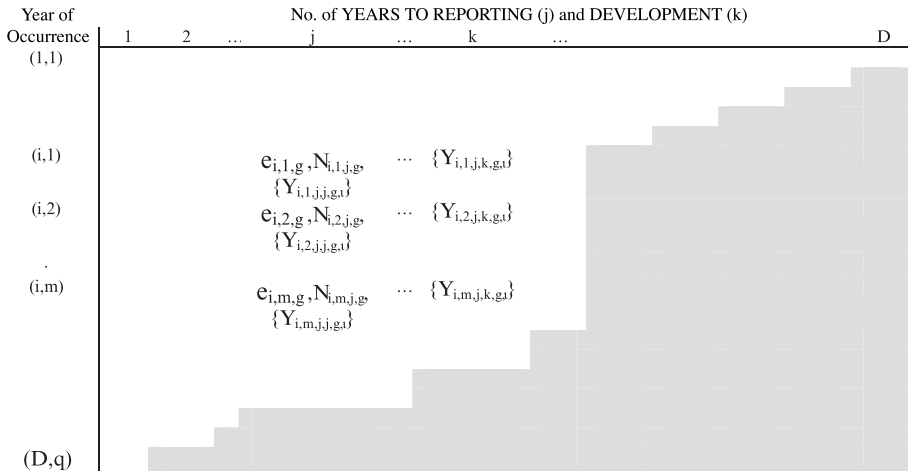 Year of Occurrence
No. of YEARS TO REPORTING (j) and DEVELOPMENT (k)
1 2 ... j ... k ... D
(1,1)
(i,1) e_{i,1,g} ,N_{i,1,j,g}, ... {Y_{i,1,j,k,g,ι}}
{Y_{i,1,j,j,g,ι}}
(i,2) e_{i,2,g} ,N_{i,2,j,g}, ... {Y_{i,2,j,k,g,ι}}
{Y_{i,2,j,j,g,ι}}
.
(i,m) e_{i,m,g} ,N_{i,m,j,g}, ... {Y_{i,m,j,k,g,ι}}
{Y_{i,m,j,j,g,ι}}
(D,q)